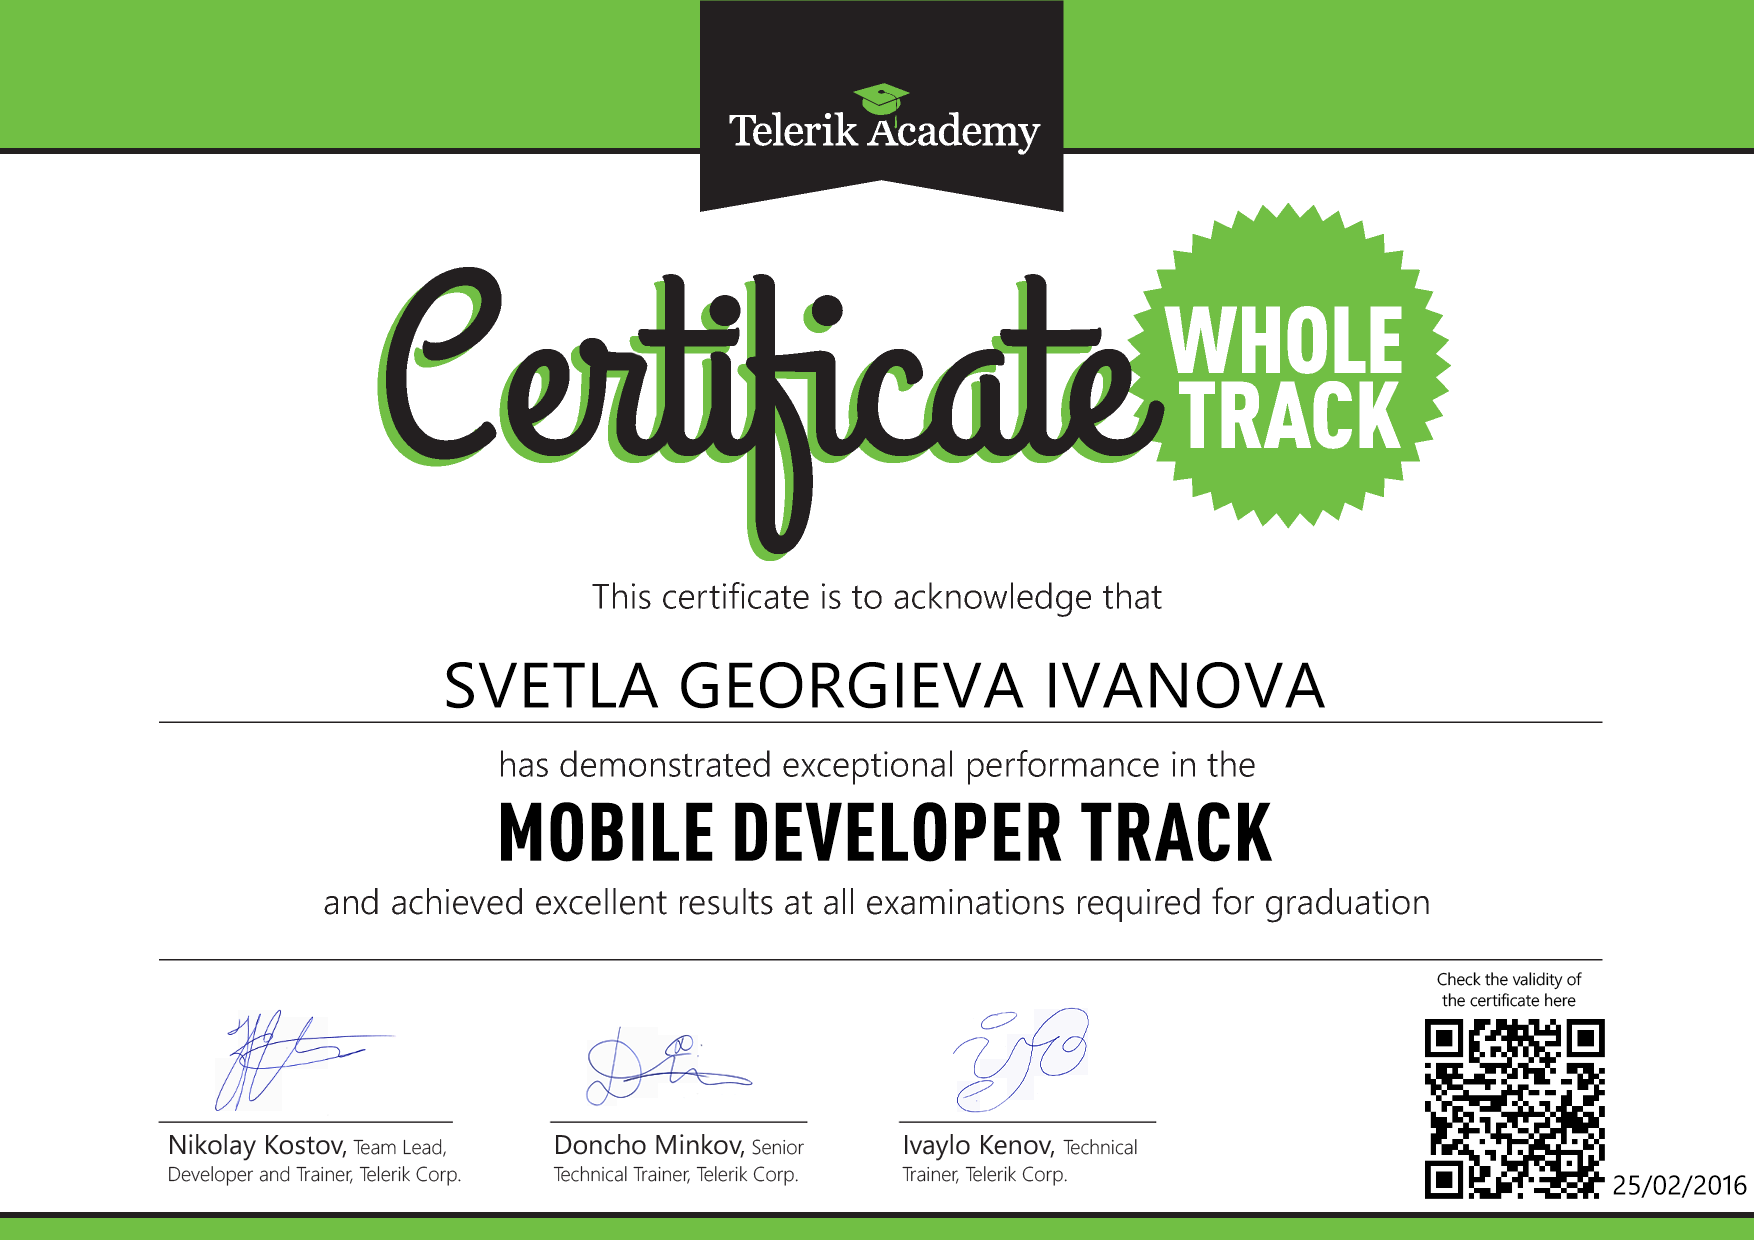 Telerik Academy
Certificate
WHOLE
TRACK
This certificate is to acknowledge that
SVETLA GEORGIEVA IVANOVA
has demonstrated exceptional performance in the
MOBILE DEVELOPER TRACK
and achieved excellent results at all examinations required for graduation
Check the validity of
the certificate here
Nikolay Kostov, Team Lead,
Developer and Trainer, Telerik Corp.
Doncho Minkov, Senior
Technical Trainer, Telerik Corp.
Ivaylo Kenov, Technical
Trainer, Telerik Corp.
25/02/2016